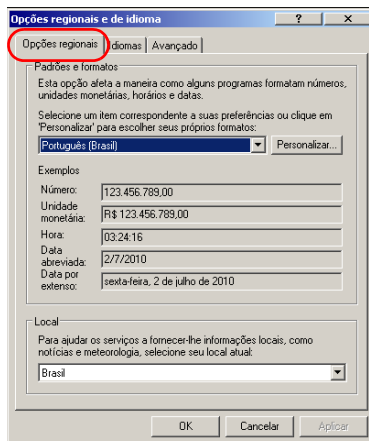 Opções regionais e de idioma
Opções regionais Idiomas Avançado
Padrões e formatos
Esta opção afeta a maneira como alguns programas formatam números,
unidades monetárias, horários e datas.
Selecione um item correspondente a suas preferências ou clique em
'Personalizar' para escolher seus próprios formatos:
Português (Brasil) Personalizar...
Exemplos
Número: 123.456.789,00
Unidade monetária: R$ 123.456.789,00
Hora: 03:24:16
Data abreviada: 2/7/2010
Data por extenso: sexta-feira, 2 de julho de 2010
Local
Para ajudar os serviços a fornecer-lhe informações locais, como
notícias e meteorologia, selecione seu local atual:
Brasil
OK Cancelar Aplicar